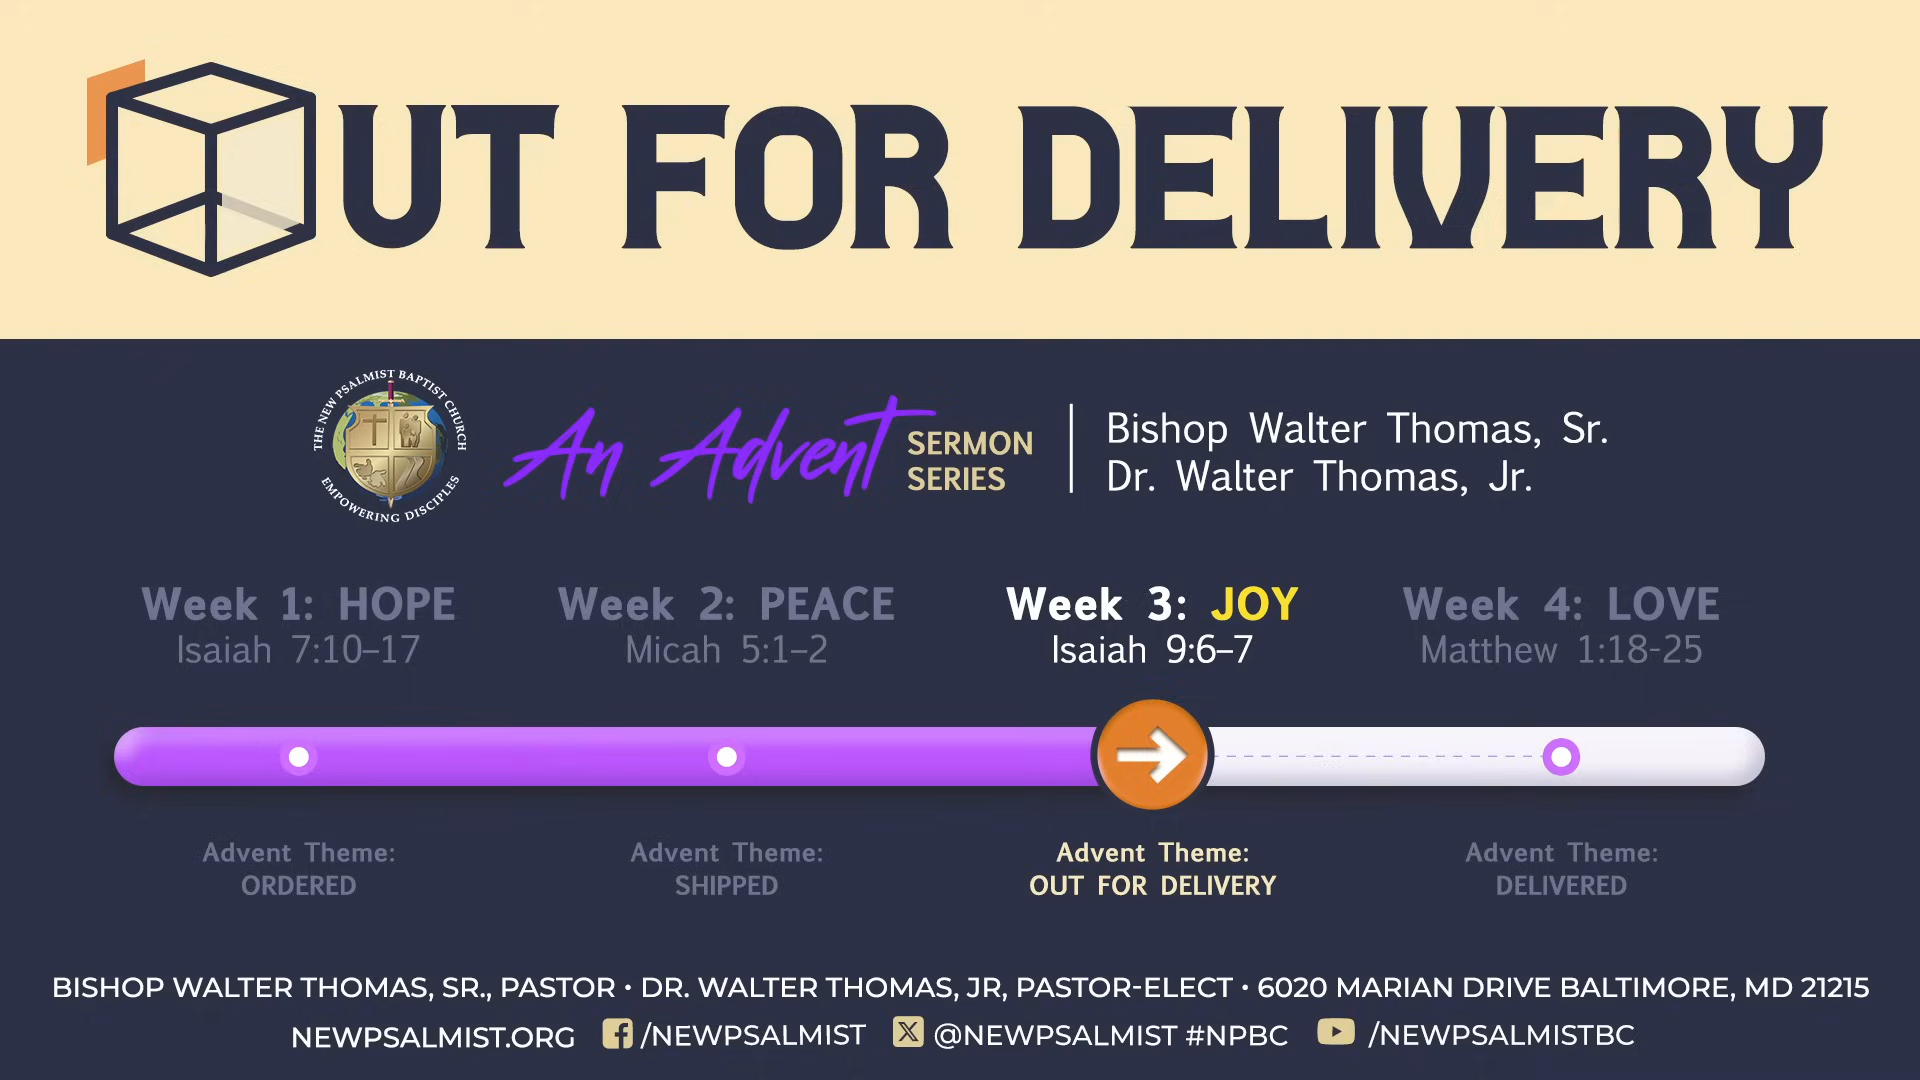 OUT FOR DELIVERY
THE NEW PSALMIST BAPTIST CHURCH
EMPOWERING DISCIPLES
An Advent SERMON SERIES
Bishop Walter Thomas, Sr.
Dr. Walter Thomas, Jr.
Week 1: HOPE
Isaiah 7:10–17
Week 2: PEACE
Micah 5:1–2
Week 3: JOY
Isaiah 9:6–7
Week 4: LOVE
Matthew 1:18-25
Advent Theme:
ORDERED
Advent Theme:
SHIPPED
Advent Theme:
OUT FOR DELIVERY
Advent Theme:
DELIVERED
BISHOP WALTER THOMAS, SR., PASTOR • DR. WALTER THOMAS, JR, PASTOR-ELECT • 6020 MARIAN DRIVE BALTIMORE, MD 21215
NEWPSALMIST.ORG /NEWPSALMIST @NEWPSALMIST #NPBC /NEWPSALMISTBC